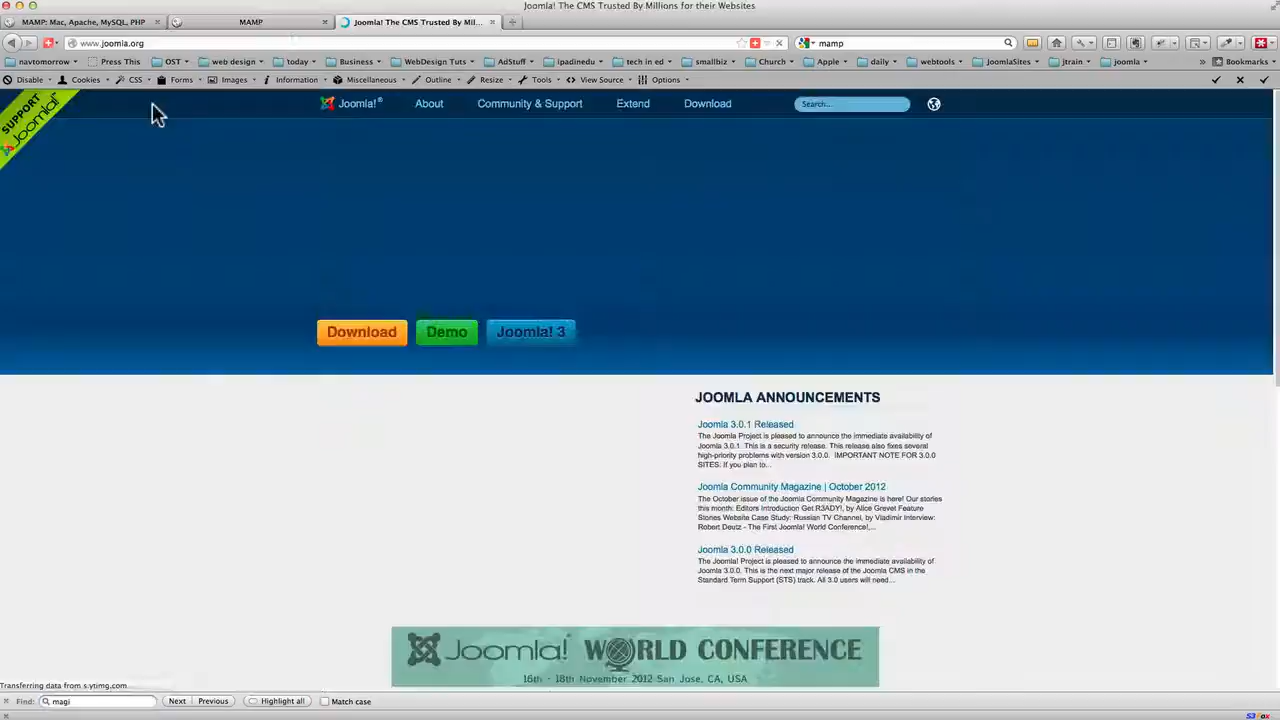 Joomla! The CMS Trusted By Millions for their Websites
MAMP: Mac, Apache, MySQL, PHP
MAMP
Joomla! The CMS Trusted By Mil...
www.joomla.org
mamp
navtomorrow
Press This
OST
web design
today
Business
WebDesign Tuts
AdStuff
ipadinedu
tech in ed
smallbiz
Church
Apple
daily
webtools
JoomlaSites
jtrain
joomla
Bookmarks
Disable
Cookies
CSS
Forms
Images
Information
Miscellaneous
Outline
Resize
Tools
View Source
Options
SUPPORT
Joomla!
Joomla!®
About
Community & Support
Extend
Download
Search...
Download
Demo
Joomla! 3
JOOMLA ANNOUNCEMENTS
Joomla 3.0.1 Released
The Joomla Project is pleased to announce the immediate availability of
Joomla 3.0.1. This is a security release. This release also fixes several
high-priority problems with version 3.0.0. IMPORTANT NOTE FOR 3.0.0
SITES: If you plan to...
Joomla Community Magazine | October 2012
The October issue of the Joomla Community Magazine is here! Our stories
this month: Editors Introduction Get R3ADY!, by Alice Grevet Feature
Stories Website Case Study: Russian TV Channel, by Vladimir Interview:
Robert Deutz - The First Joomla! World Conference!,...
Joomla 3.0.0 Released
The Joomla! Project is pleased to announce the immediate availability of
Joomla 3.0.0. This is the next major release of the Joomla CMS in the
Standard Term Support (STS) track. All 3.0 users will need...
Joomla! WORLD CONFERENCE
16th - 18th November 2012 San Jose, CA, USA
Transferring data from s.ytimg.com...
Find:
magi
Next
Previous
Highlight all
Match case
S3Fox